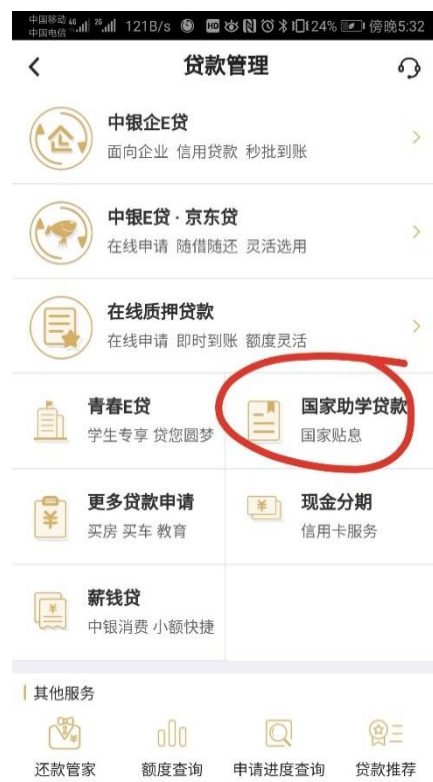 中国移动 46 26 121B/s HD 24% 傍晚5:32
中国电信
贷款管理
中银企E贷
面向企业 信用贷款 秒批到账
中银E贷 · 京东贷
在线申请 随借随还 灵活选用
在线质押贷款
在线申请 即时到账 额度灵活
青春E贷
学生专享 贷您圆梦
国家助学贷款
国家贴息
更多贷款申请
买房 买车 教育
现金分期
信用卡服务
薪钱贷
中银消费 小额快捷
其他服务
还款管家
额度查询
申请进度查询
贷款推荐